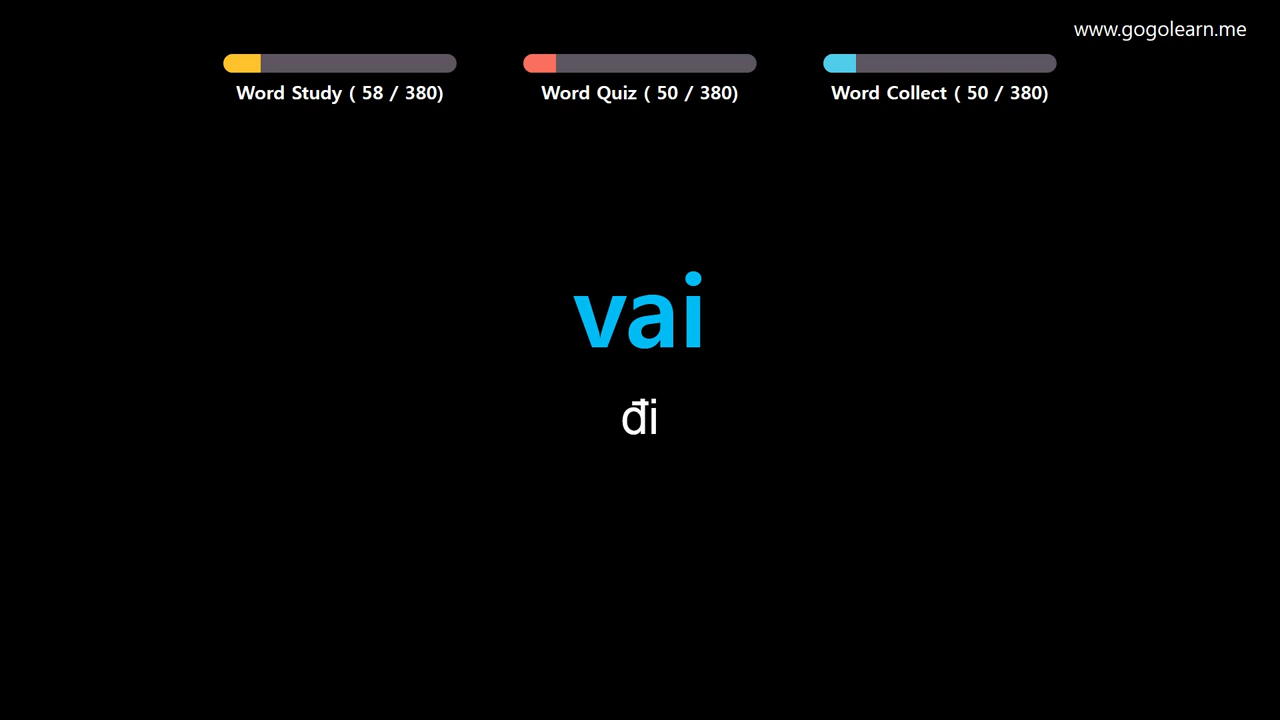 www.gogolearn.me
Word Study ( 58 / 380)
Word Quiz ( 50 / 380)
Word Collect ( 50 / 380)
vai
đi